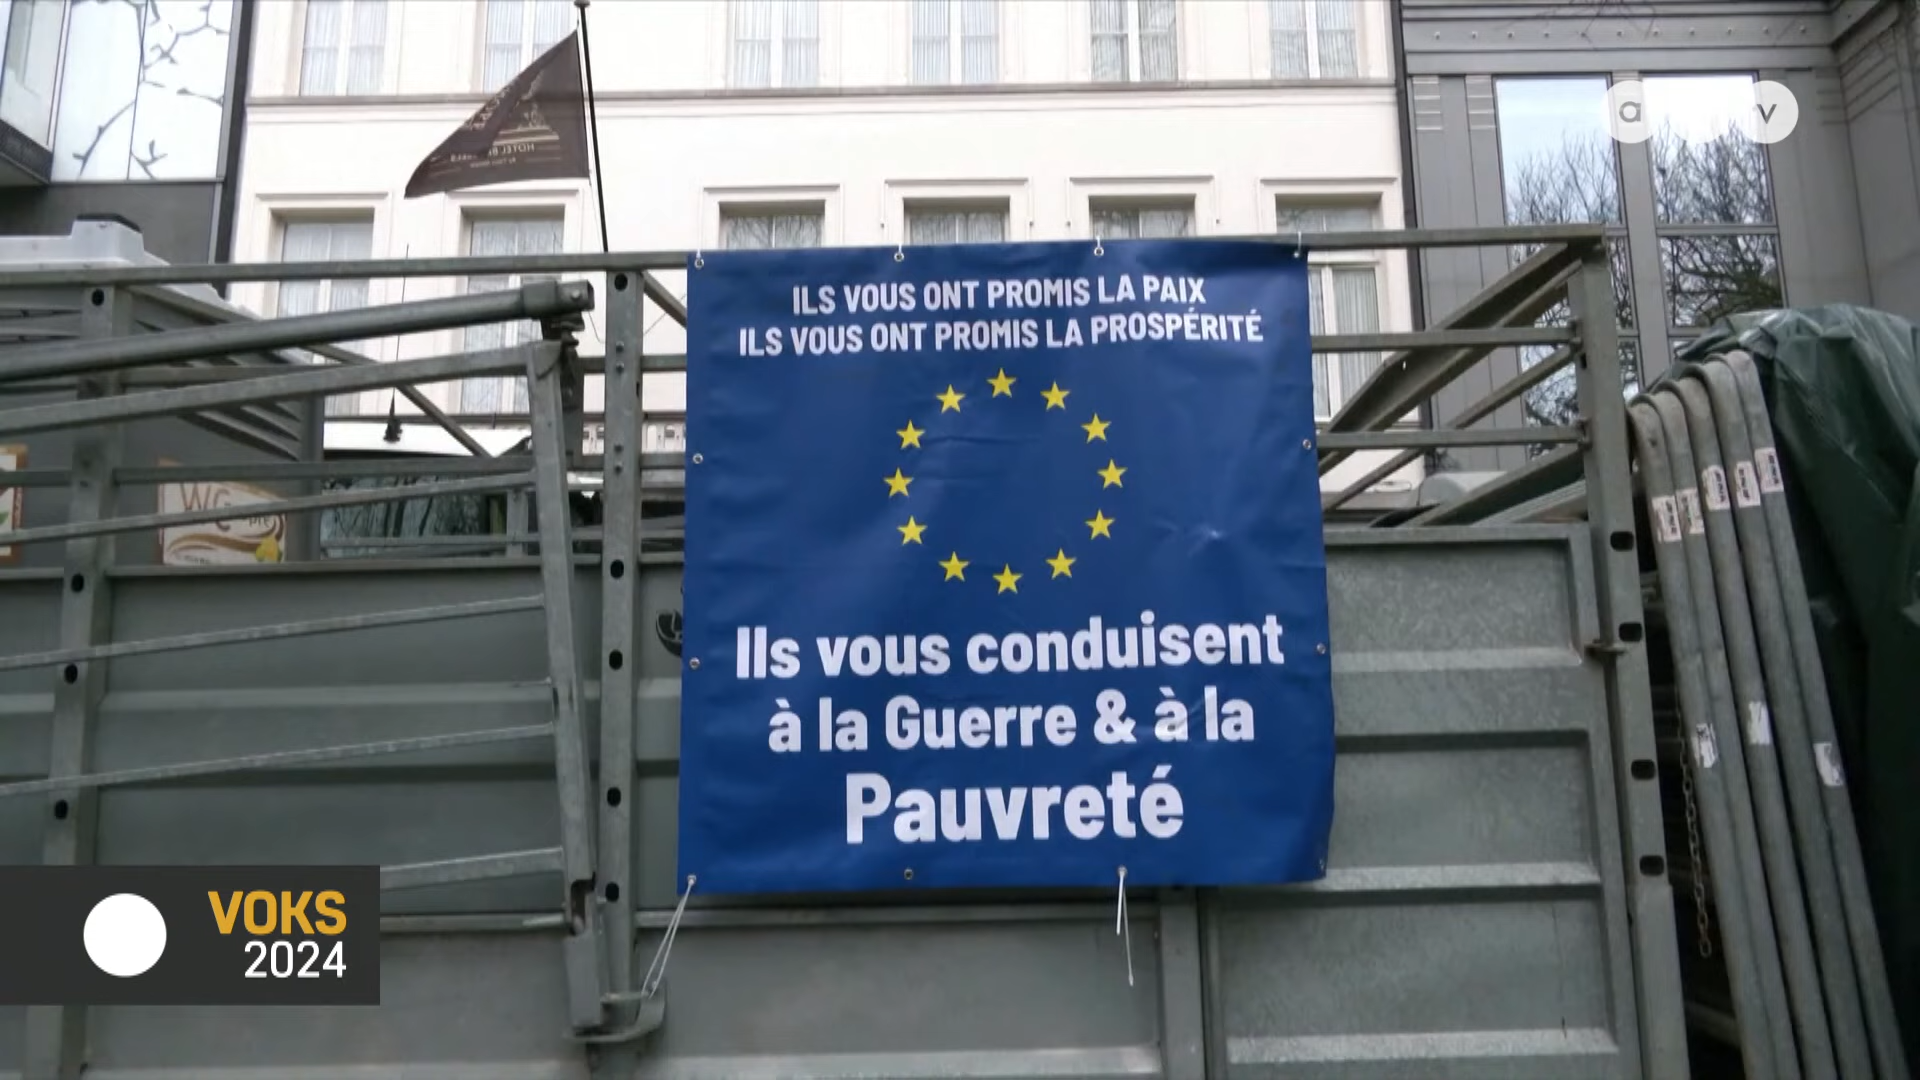 a v
ILS VOUS ONT PROMIS LA PAIX
ILS VOUS ONT PROMIS LA PROSPÉRITÉ
Ils vous conduisent
à la Guerre & à la
Pauvreté
WC
VOKS
2024